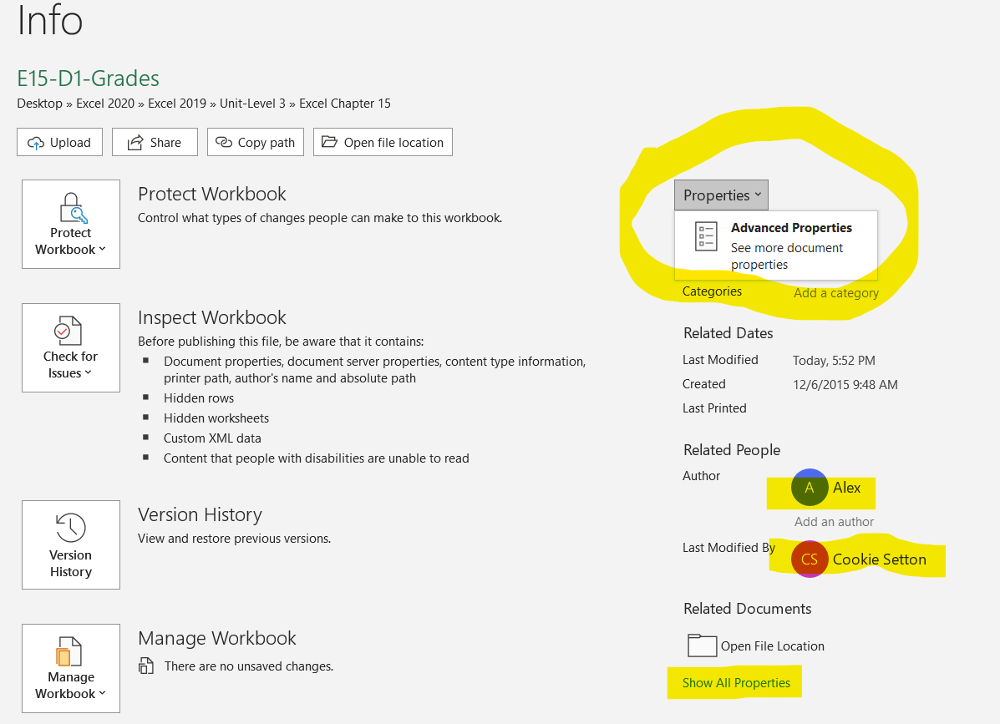 Info
E15-D1-Grades
Desktop » Excel 2020 » Excel 2019 » Unit-Level 3 » Excel Chapter 15
Upload
Share
Copy path
Open file location
Protect
Workbook
Protect Workbook
Control what types of changes people can make to this workbook.
Check for
Issues
Inspect Workbook
Before publishing this file, be aware that it contains:
Document properties, document server properties, content type information,
printer path, author's name and absolute path
Hidden rows
Hidden worksheets
Custom XML data
Content that people with disabilities are unable to read
Version
History
Version History
View and restore previous versions.
Manage
Workbook
Manage Workbook
There are no unsaved changes.
Properties
Advanced Properties
See more document
properties
Categories Add a category
Related Dates
Last Modified Today, 5:52 PM
Created 12/6/2015 9:48 AM
Last Printed
Related People
Author A Alex
Add an author
Last Modified By CS Cookie Setton
Related Documents
Open File Location
Show All Properties